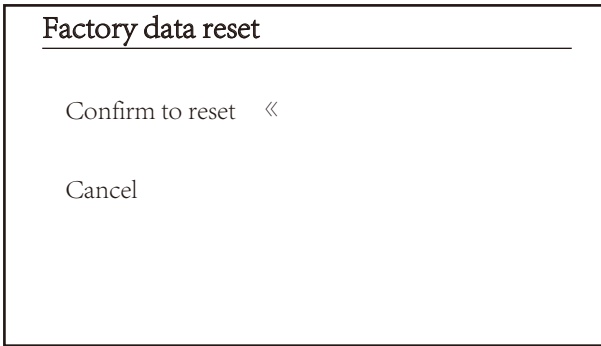 Factory data reset
Confirm to reset «
Cancel